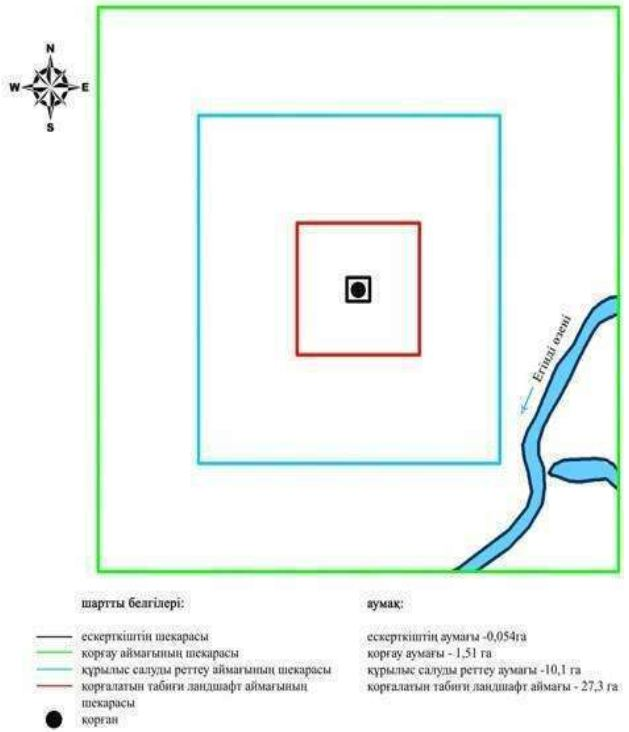 N
W E
S
Егінді өзені
шартты белгілері:
ескерткіштің шекарасы
қорғау аймағының шекарасы
құрылыс салуды реттеу аймағының шекарасы
қорғалатын табиғи ландшафт аймағының
шекарасы
қорған
аумақ:
ескерткіштің аумағы -0,054га
қорғау аумағы - 1,51 га
құрылыс салуды реттеу аумағы -10,1 га
қорғалатын табиғи ландшафт аймағы - 27,3 га